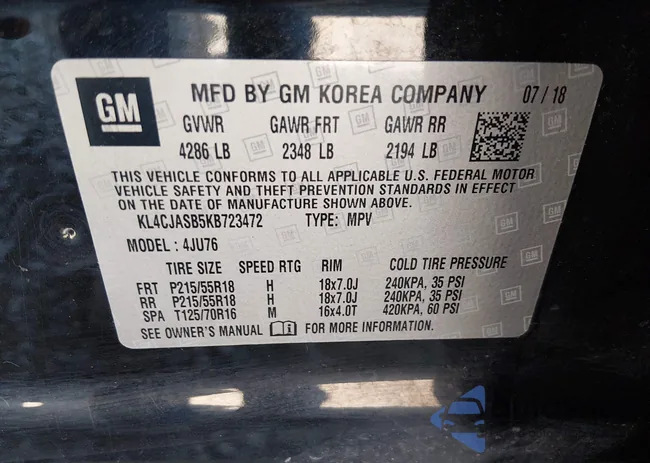 GM MFD BY GM KOREA COMPANY 07/18
GVWR GAWR FRT GAWR RR
4286 LB 2348 LB 2194 LB
THIS VEHICLE CONFORMS TO ALL APPLICABLE U.S. FEDERAL MOTOR
VEHICLE SAFETY AND THEFT PREVENTION STANDARDS IN EFFECT
ON THE DATE OF MANUFACTURE SHOWN ABOVE.
KL4CJASB5KB723472 TYPE: MPV
MODEL: 4JU76
TIRE SIZE SPEED RTG RIM COLD TIRE PRESSURE
FRT P215/55R18 H 18x7.0J 240KPA, 35 PSI
RR P215/55R18 H 18x7.0J 240KPA, 35 PSI
SPA T125/70R16 M 16x4.0T 420KPA, 60 PSI
SEE OWNER'S MANUAL FOR MORE INFORMATION.